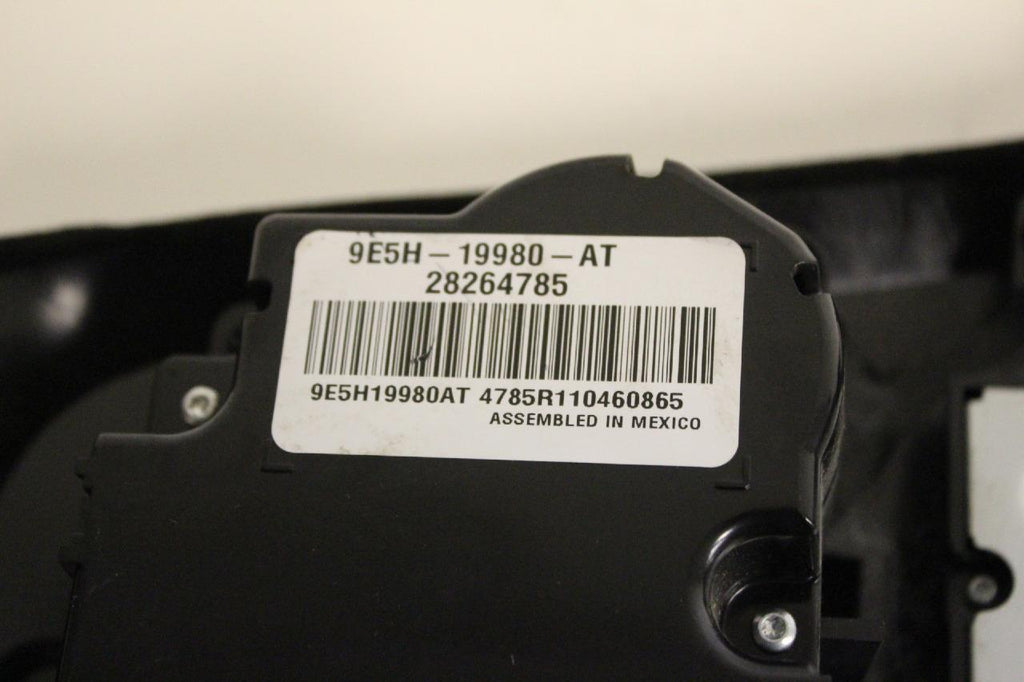 9E5H-19980-AT
28264785
9E5H19980AT 4785R110460865
ASSEMBLED IN MEXICO